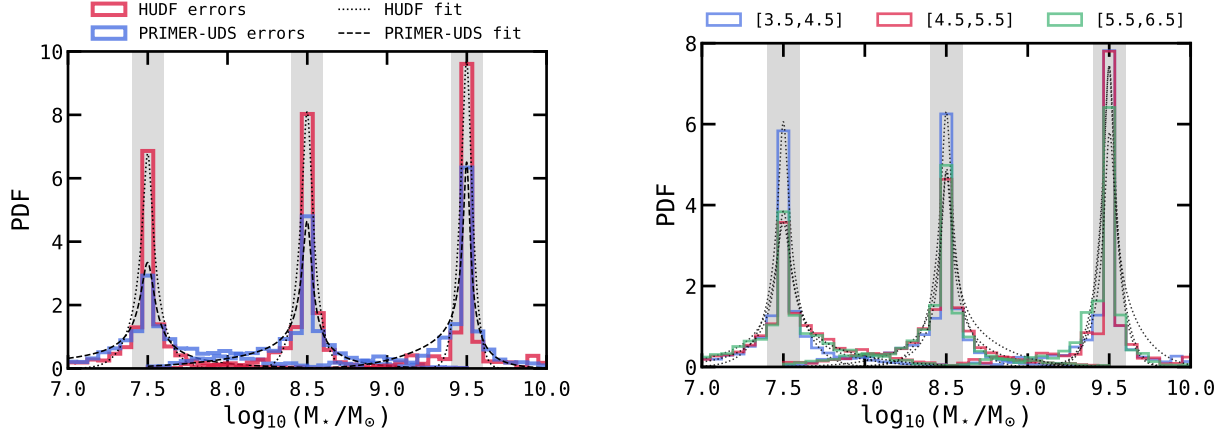 HUDF errors
HUDF fit
PRIMER-UDS errors
PRIMER-UDS fit
10
8
6
4
2
0
PDF
7.0 7.5 8.0 8.5 9.0 9.5 10.0
log₁₀(M⋆/M⊙)
[3.5,4.5] [4.5,5.5] [5.5,6.5]
8
6
4
2
0
PDF
7.0 7.5 8.0 8.5 9.0 9.5 10.0
log₁₀(M⋆/M⊙)